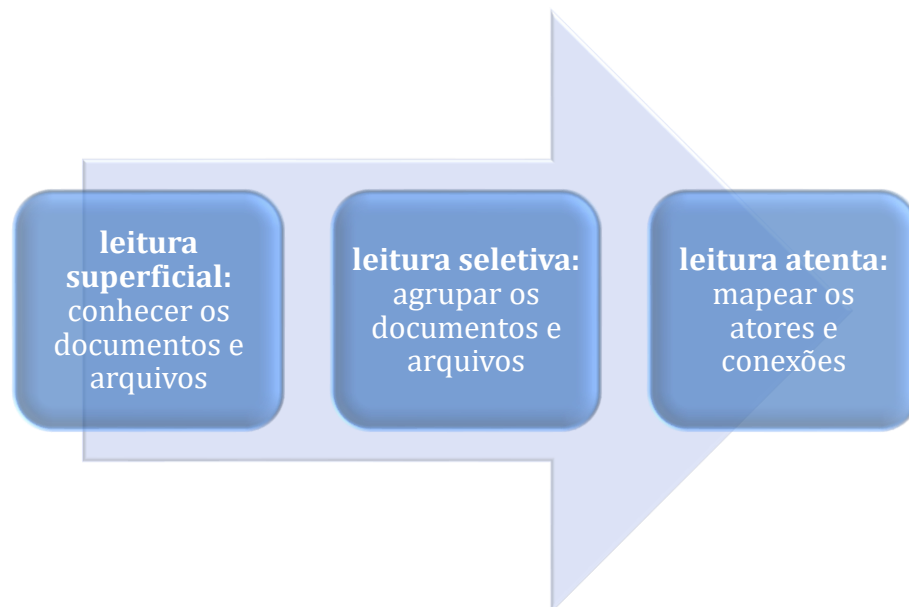 leitura
superficial:
conhecer os
documentos e
arquivos
leitura seletiva:
agrupar os
documentos e
arquivos
leitura atenta:
mapear os
atores e
conexões